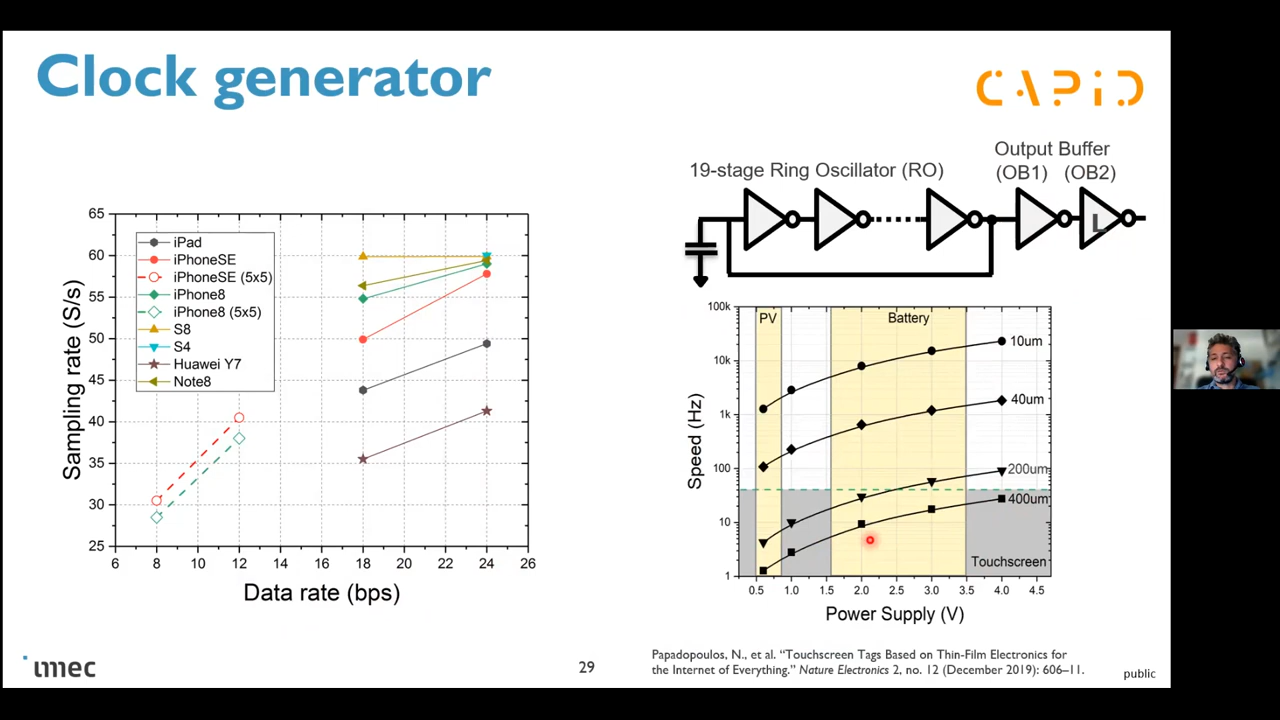 Clock generator
CAPID
65
60
55
50
45
40
35
30
25
6
8
10
12
14
16
18
20
22
24
26
Sampling rate (S/s)
Data rate (bps)
iPad
iPhoneSE
iPhoneSE (5x5)
iPhone8
iPhone8 (5x5)
S8
S4
Huawei Y7
Note8
19-stage Ring Oscillator (RO)
Output Buffer
(OB1) (OB2)
L
100k
10k
1k
100
10
1
Speed (Hz)
PV
Battery
10um
40um
200um
400um
Touchscreen
0.5
1.0
1.5
2.0
2.5
3.0
3.5
4.0
4.5
Power Supply (V)
imec
29
Papadopoulos, N., et al. “Touchscreen Tags Based on Thin-Film Electronics for
the Internet of Everything.” Nature Electronics 2, no. 12 (December 2019): 606–11.
public